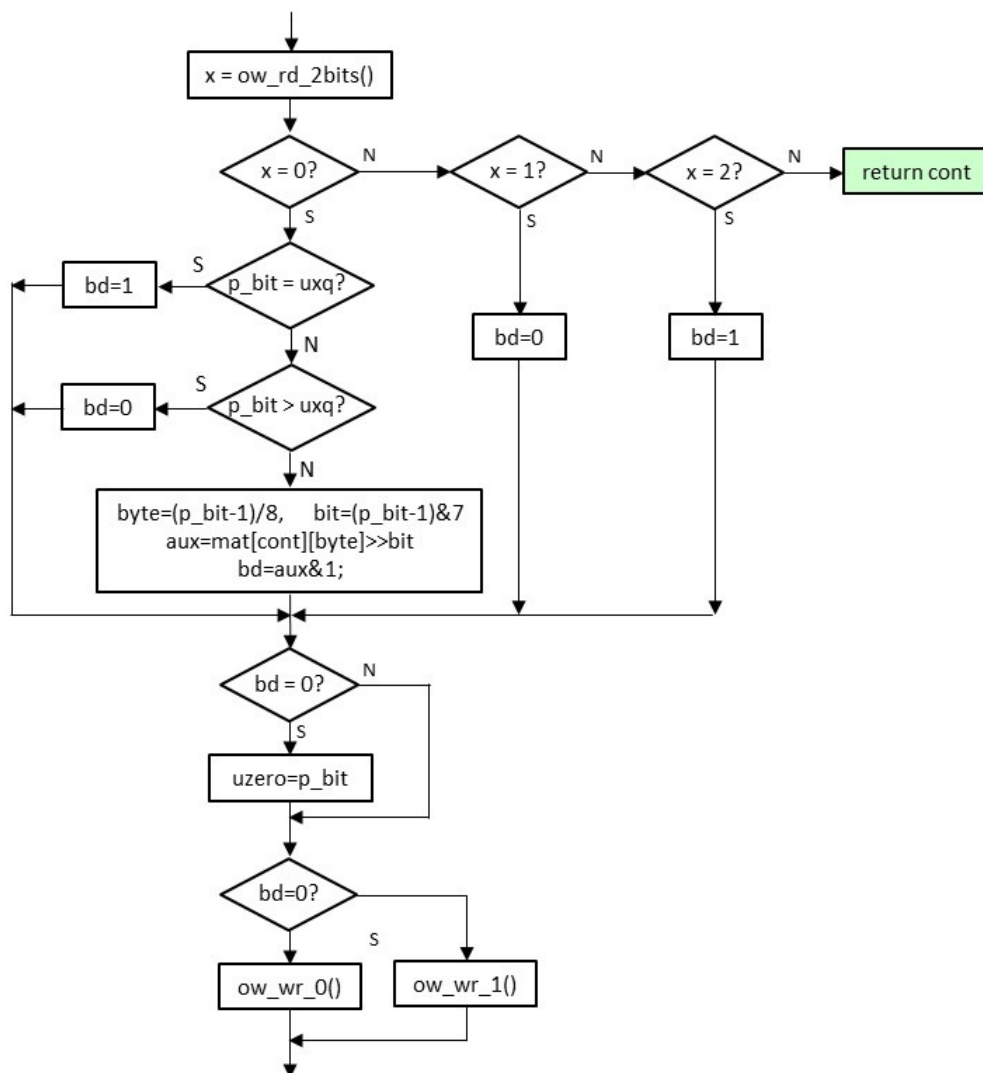 x = ow_rd_2bits()
x = 0?
N
x = 1?
N
x = 2?
N
return cont
S
S
S
bd=1
S
p_bit = uxq?
N
bd=0
bd=1
bd=0
S
p_bit > uxq?
N
byte=(p_bit-1)/8, bit=(p_bit-1)&7
aux=mat[cont][byte]>>bit
bd=aux&1;
bd = 0?
N
S
uzero=p_bit
bd=0?
S
ow_wr_0()
ow_wr_1()